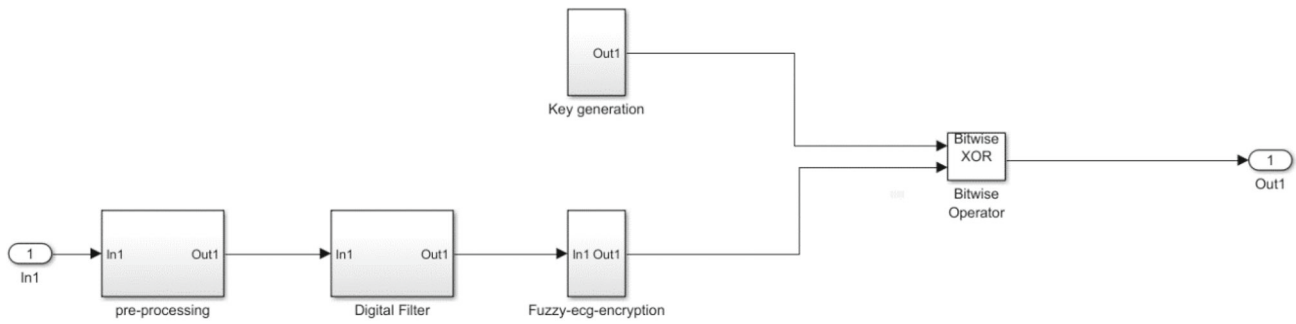 Out1
Key generation
Bitwise
XOR
Bitwise
Operator
1
Out1
1
In1
In1 Out1
pre-processing
In1 Out1
Digital Filter
In1 Out1
Fuzzy-ecg-encryption